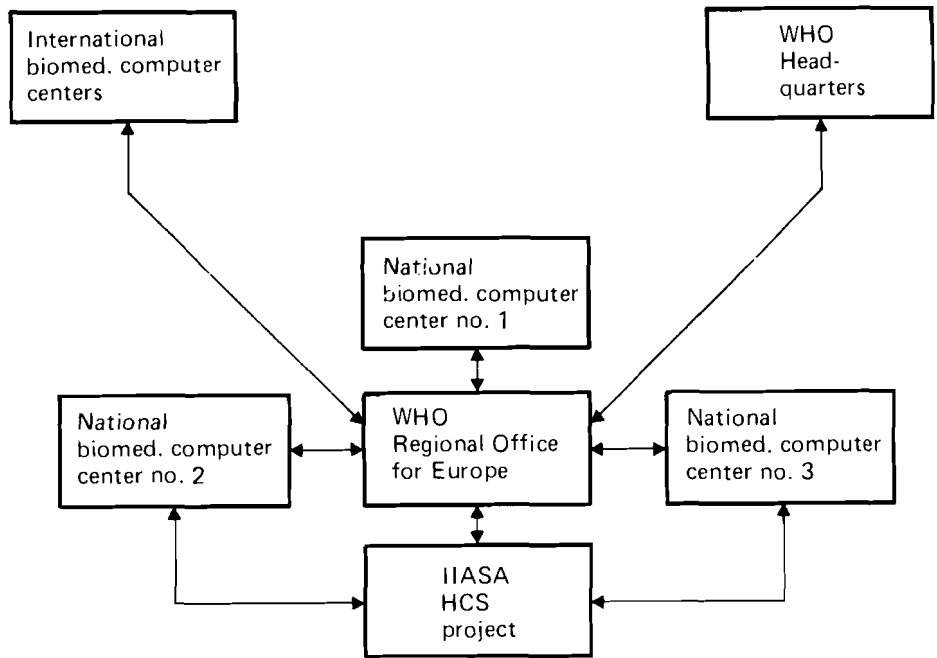 International
biomed. computer
centers
WHO
Head-
quarters
National
biomed. computer
center no. 1
National
biomed. computer
center no. 2
WHO
Regional Office
for Europe
National
biomed. computer
center no. 3
IIASA
HCS
project